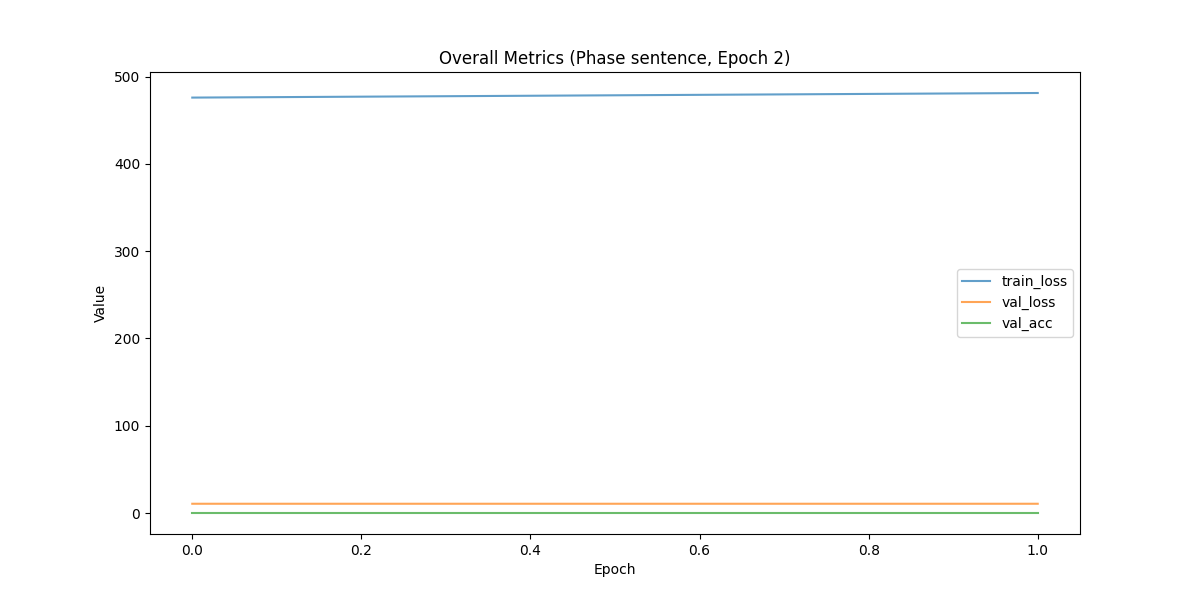 Overall Metrics (Phase sentence, Epoch 2)
500
400
300
200
100
0
Value
train_loss
val_loss
val_acc
0.0 0.2 0.4 0.6 0.8 1.0
Epoch